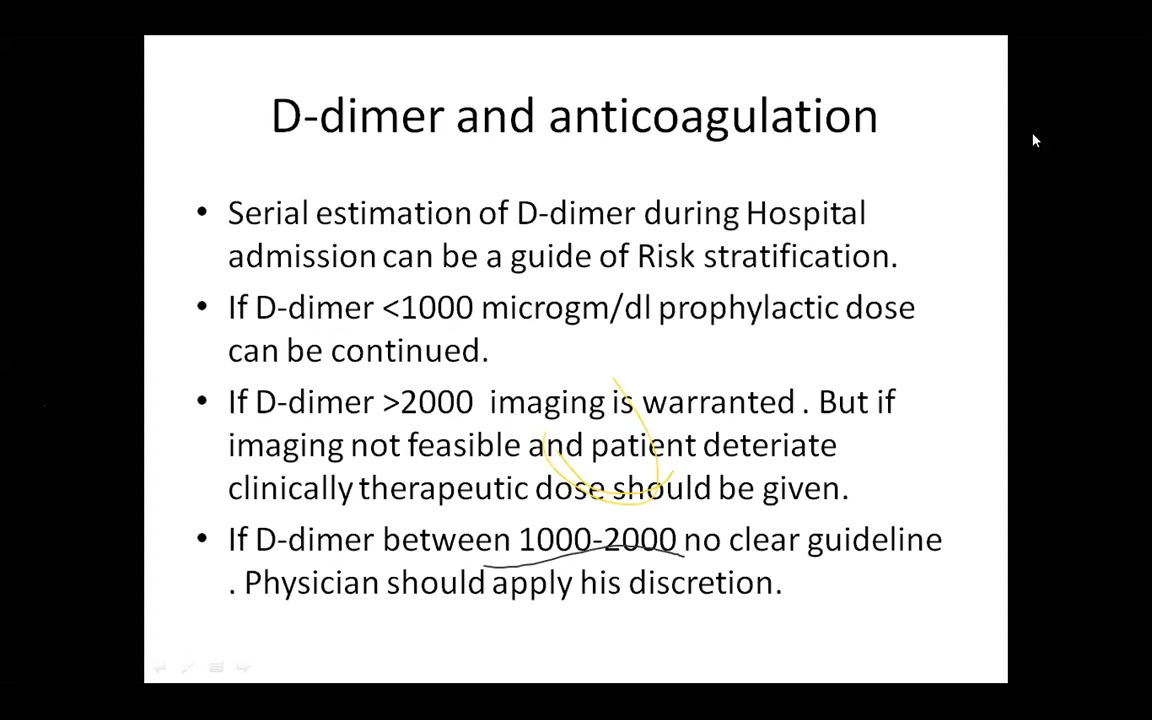 D-dimer and anticoagulation
• Serial estimation of D-dimer during Hospital
admission can be a guide of Risk stratification.
• If D-dimer <1000 microgm/dl prophylactic dose
can be continued.
• If D-dimer >2000 imaging is warranted . But if
imaging not feasible and patient deteriate
clinically therapeutic dose should be given.
• If D-dimer between 1000-2000 no clear guideline
. Physician should apply his discretion.